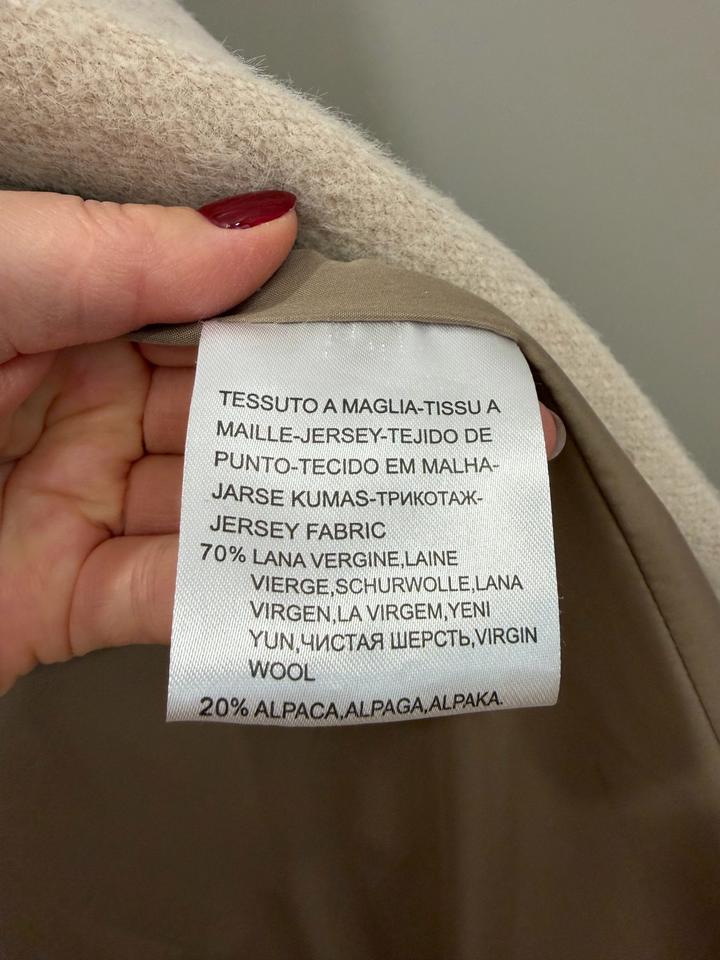 TESSUTO A MAGLIA-TISSU A
MAILLE-JERSEY-TEJIDO DE
PUNTO-TECIDO EM MALHA-
JARSE KUMAS-ТРИКОТАЖ-
JERSEY FABRIC
70% LANA VERGINE,LAINE
VIERGE,SCHURWOLLE,LANA
VIRGEN,LA VIRGEM,YENI
YUN,ЧИСТАЯ ШЕРСТЬ,VIRGIN
WOOL
20% ALPACA,ALPAGA,ALPAKA.